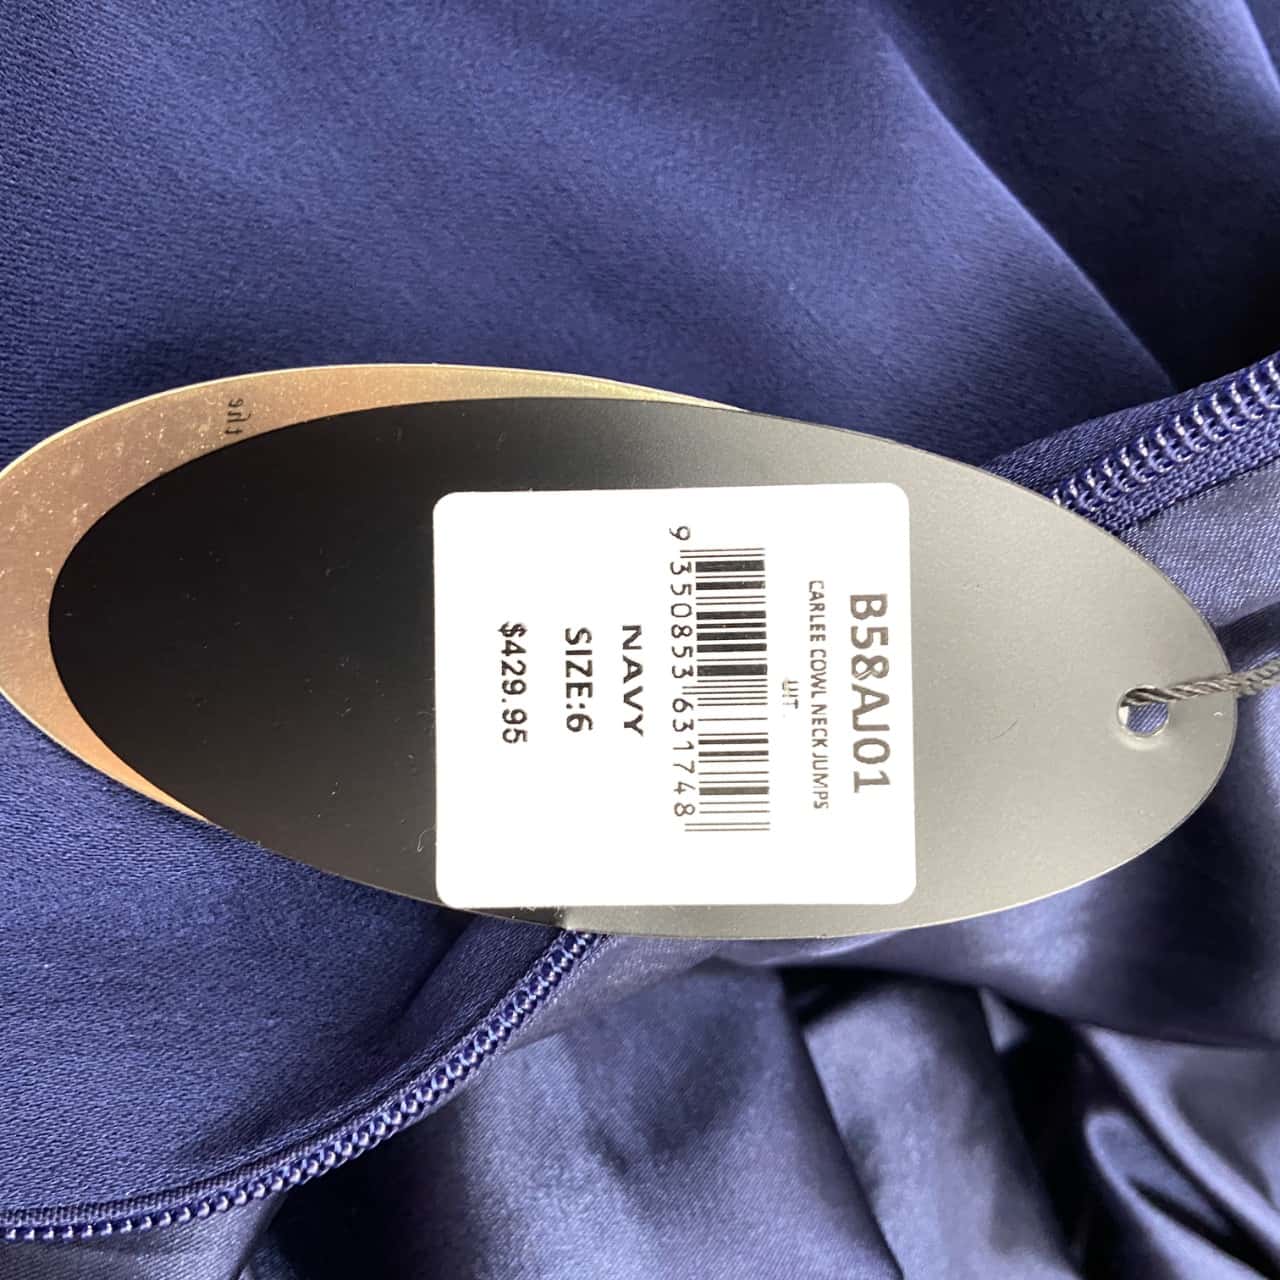 B58AJ01
CARLEE COWL NECK JUMPS
UIT
9 350853 631748
NAVY
SIZE:6
$429.95